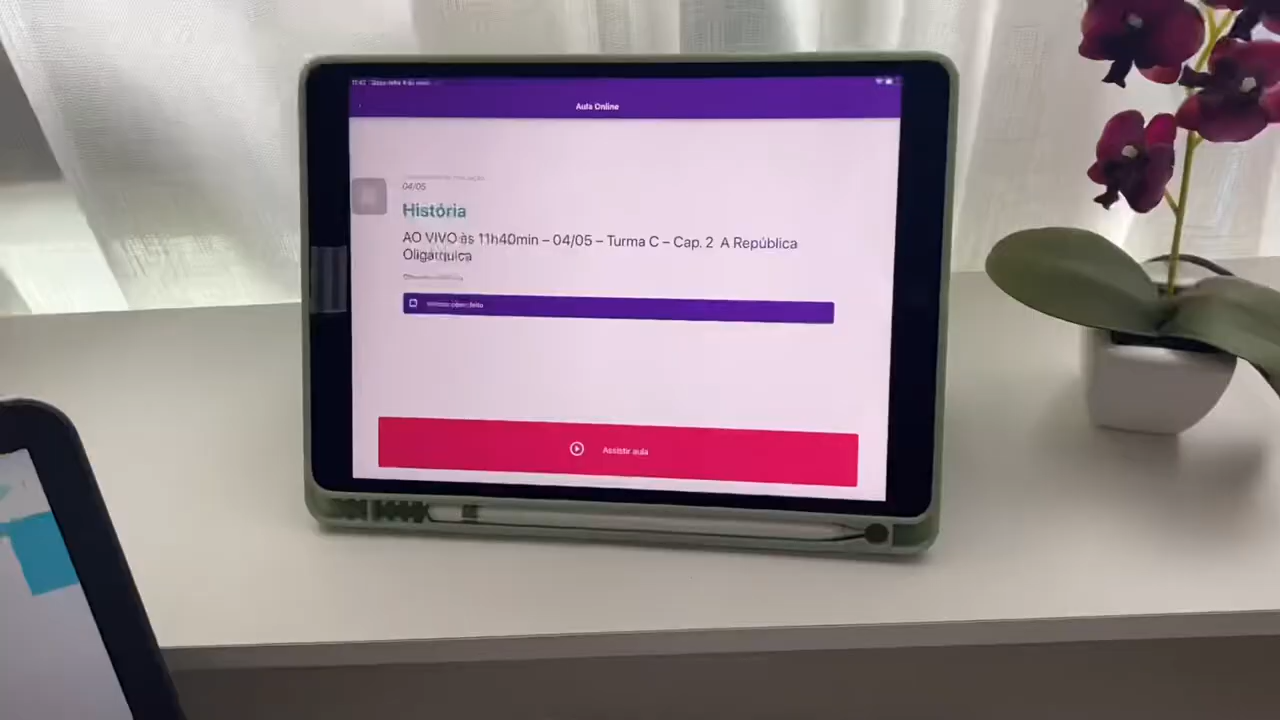 Aula Online
04/05
História
AO VIVO às 11h40min – 04/05 – Turma C – Cap. 2 A República
Oligárquica
Assistir aula